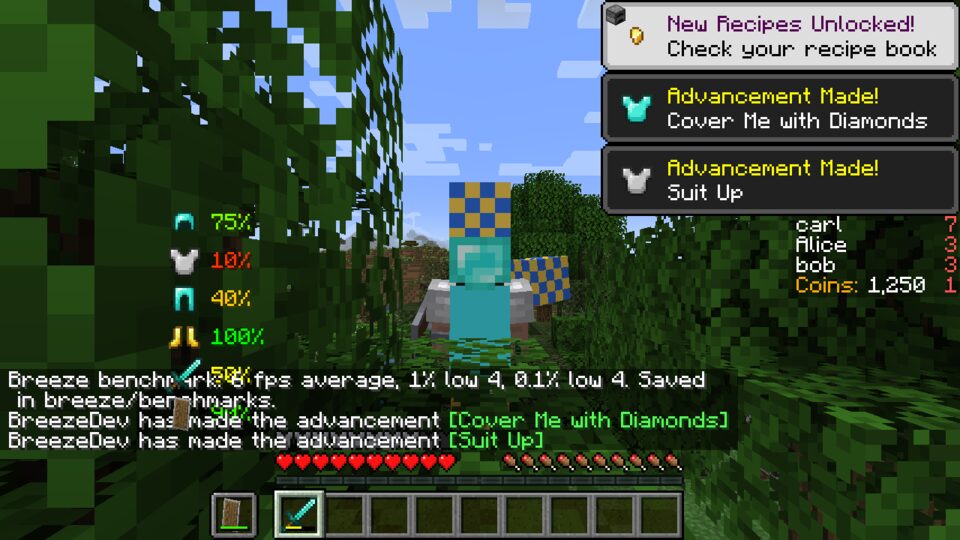 New Recipes Unlocked!
Check your recipe book
Advancement Made!
Cover Me with Diamonds
Advancement Made!
Suit Up
carl 7
Alice 3
bob 3
Coins: 1,250 1
75%
10%
40%
100%
50%
Breeze benchmark: 6 fps average, 1% low 4, 0.1% low 4. Saved
in breeze/benchmarks.
BreezeDev has made the advancement [Cover Me with Diamonds]
BreezeDev has made the advancement [Suit Up]